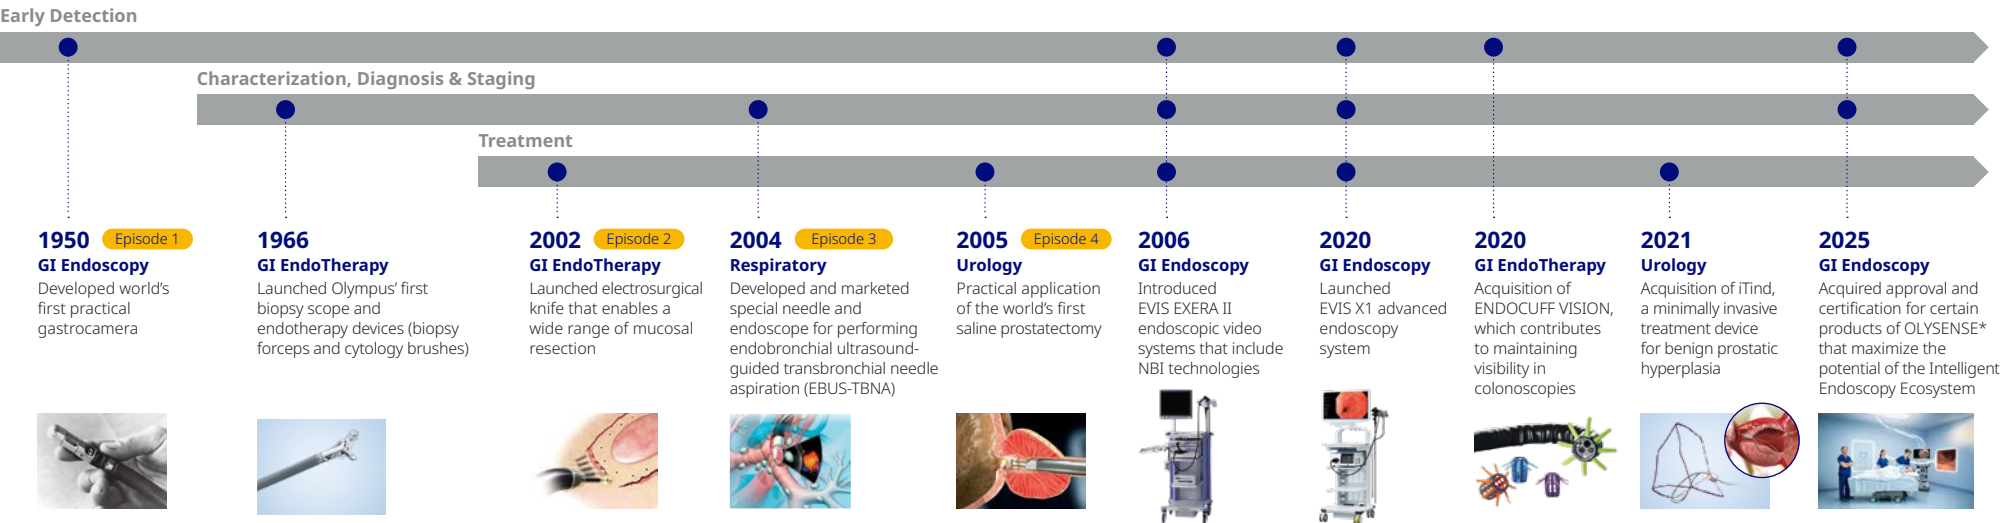 Early Detection
Characterization, Diagnosis & Staging
Treatment
1950 Episode 1
GI Endoscopy
Developed world's
first practical
gastrocamera
1966
GI EndoTherapy
Launched Olympus' first
biopsy scope and
endotherapy devices (biopsy
forceps and cytology brushes)
2002 Episode 2
GI EndoTherapy
Launched electrosurgical
knife that enables a
wide range of mucosal
resection
2004 Episode 3
Respiratory
Developed and marketed
special needle and
endoscope for performing
endobronchial ultrasound-
guided transbronchial needle
aspiration (EBUS-TBNA)
2005 Episode 4
Urology
Practical application
of the world's first
saline prostatectomy
2006
GI Endoscopy
Introduced
EVIS EXERA II
endoscopic video
systems that include
NBI technologies
2020
GI Endoscopy
Launched
EVIS X1 advanced
endoscopy
system
2020
GI EndoTherapy
Acquisition of
ENDOCUFF VISION,
which contributes
to maintaining
visibility in
colonoscopies
2021
Urology
Acquisition of iTind,
a minimally invasive
treatment device
for benign prostatic
hyperplasia
2025
GI Endoscopy
Acquired approval and
certification for certain
products of OLYSENSE*
that maximize the
potential of the Intelligent
Endoscopy Ecosystem